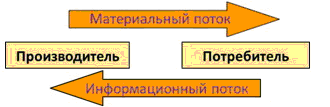 Материальный поток
Производитель
Потребитель
Информационный поток